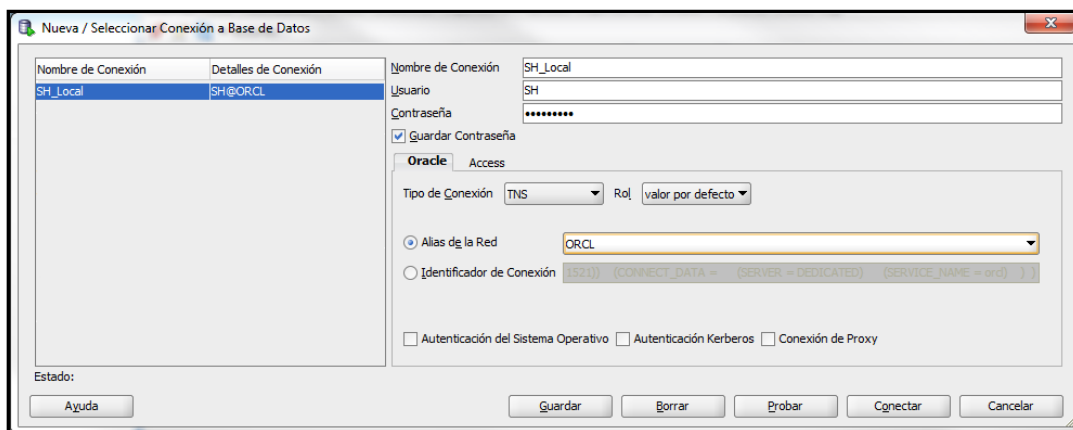 Nueva / Seleccionar Conexión a Base de Datos
Nombre de Conexión Detalles de Conexión
SH_Local SH@ORCL
Nombre de Conexión SH_Local
Usuario SH
Contraseña •••••••••
Guardar Contraseña
Oracle Access
Tipo de Conexión TNS Rol valor por defecto
Alias de la Red ORCL
Identificador de Conexión 1521)) (CONNECT_DATA = (SERVER = DEDICATED) (SERVICE_NAME = orcl) ) )
Autenticación del Sistema Operativo Autenticación Kerberos Conexión de Proxy
Estado:
Ayuda Guardar Borrar Probar Conectar Cancelar